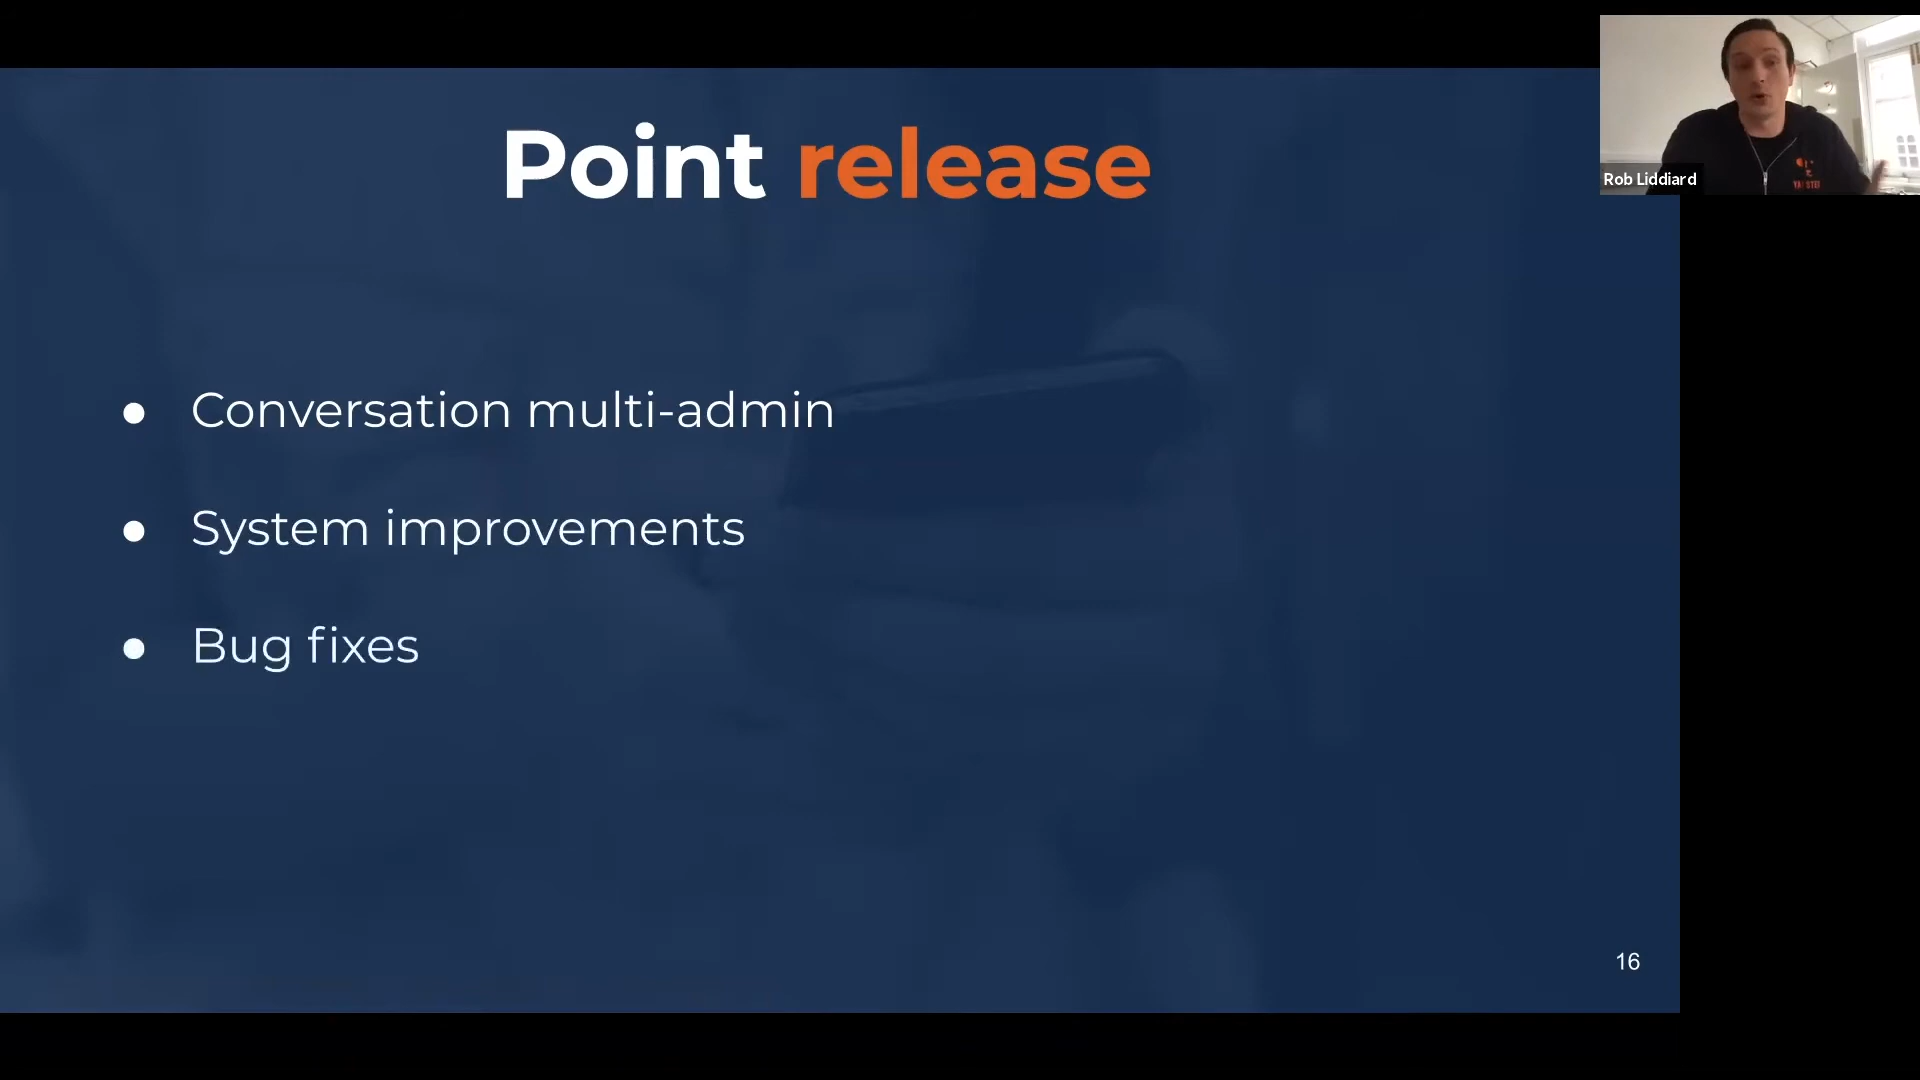 Point release
Rob Liddiard
● Conversation multi-admin
● System improvements
● Bug fixes
16